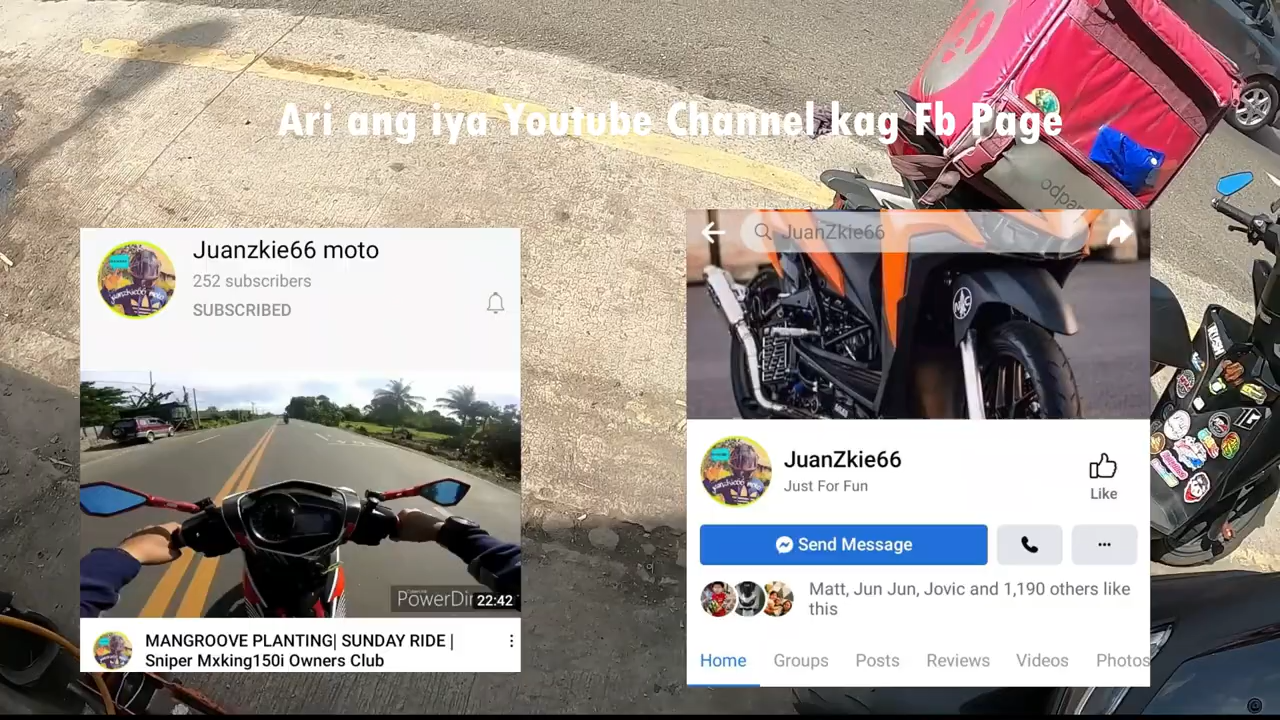 Ari ang iya Youtube Channel kag Fb Page
Juanzkie66 moto
252 subscribers
SUBSCRIBED
PowerDi
22:42
MANGROOVE PLANTING| SUNDAY RIDE |
Sniper Mxking150i Owners Club
JuanZkie66
JuanZkie66
Just For Fun
Like
Send Message
Matt, Jun Jun, Jovic and 1,190 others like
this
Home Groups Posts Reviews Videos Photos